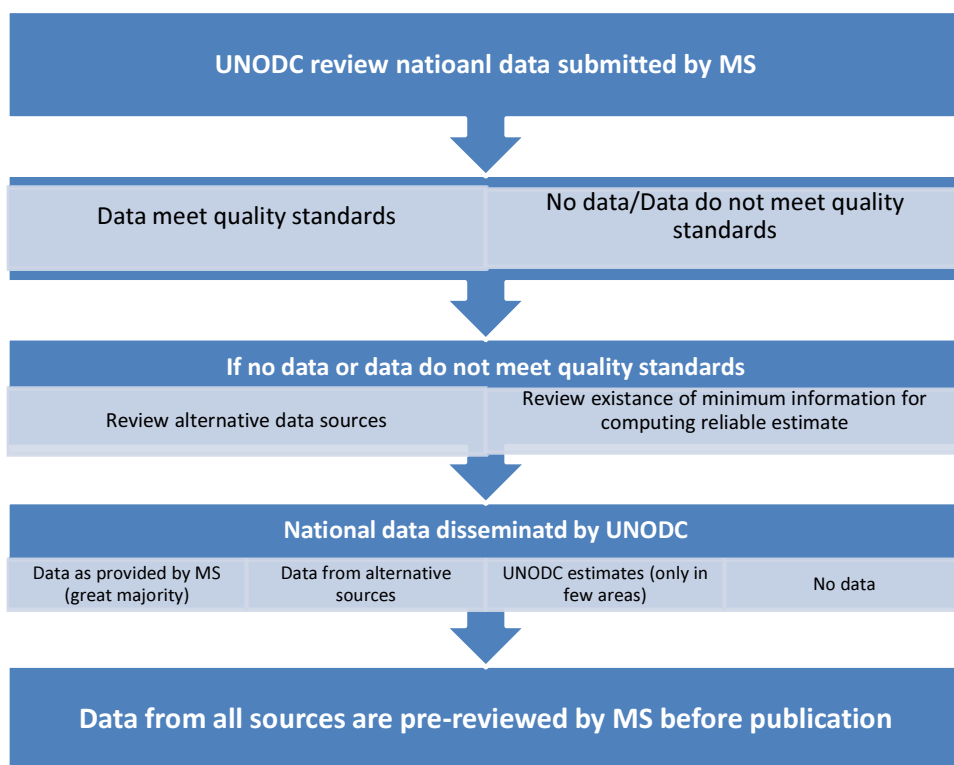 UNODC review natioanl data submitted by MS
Data meet quality standards
No data/Data do not meet quality
standards
If no data or data do not meet quality standards
Review alternative data sources
Review existance of minimum information for
computing reliable estimate
National data disseminatd by UNODC
Data as provided by MS
(great majority)
Data from alternative
sources
UNODC estimates (only in
few areas)
No data
Data from all sources are pre-reviewed by MS before publication